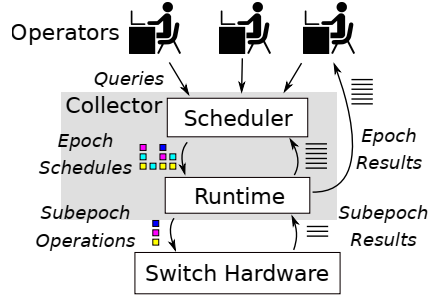 Operators
Queries
Collector
Scheduler
Epoch
Schedules
Epoch
Results
Runtime
Subepoch
Operations
Subepoch
Results
Switch Hardware